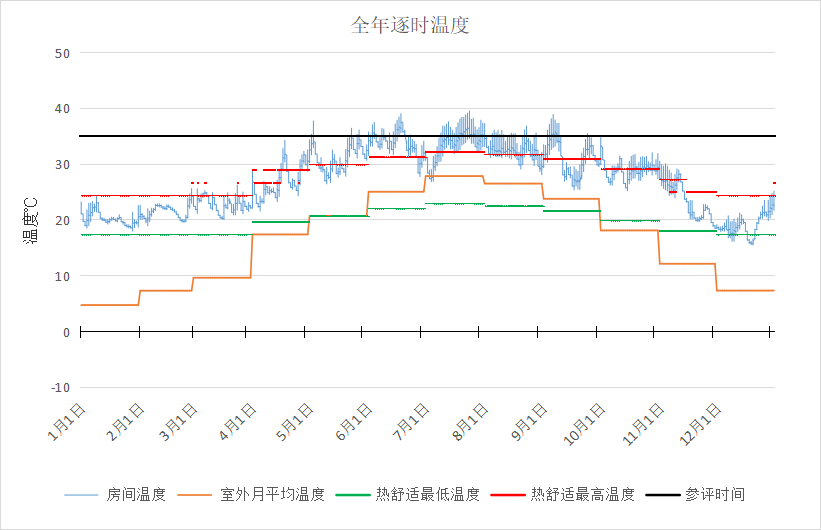 全年逐时温度
50
40
30
20
10
0
-10
温度℃
1月1日
2月1日
3月1日
4月1日
5月1日
6月1日
7月1日
8月1日
9月1日
10月1日
11月1日
12月1日
房间温度 室外月平均温度 热舒适最低温度 热舒适最高温度 参评时间